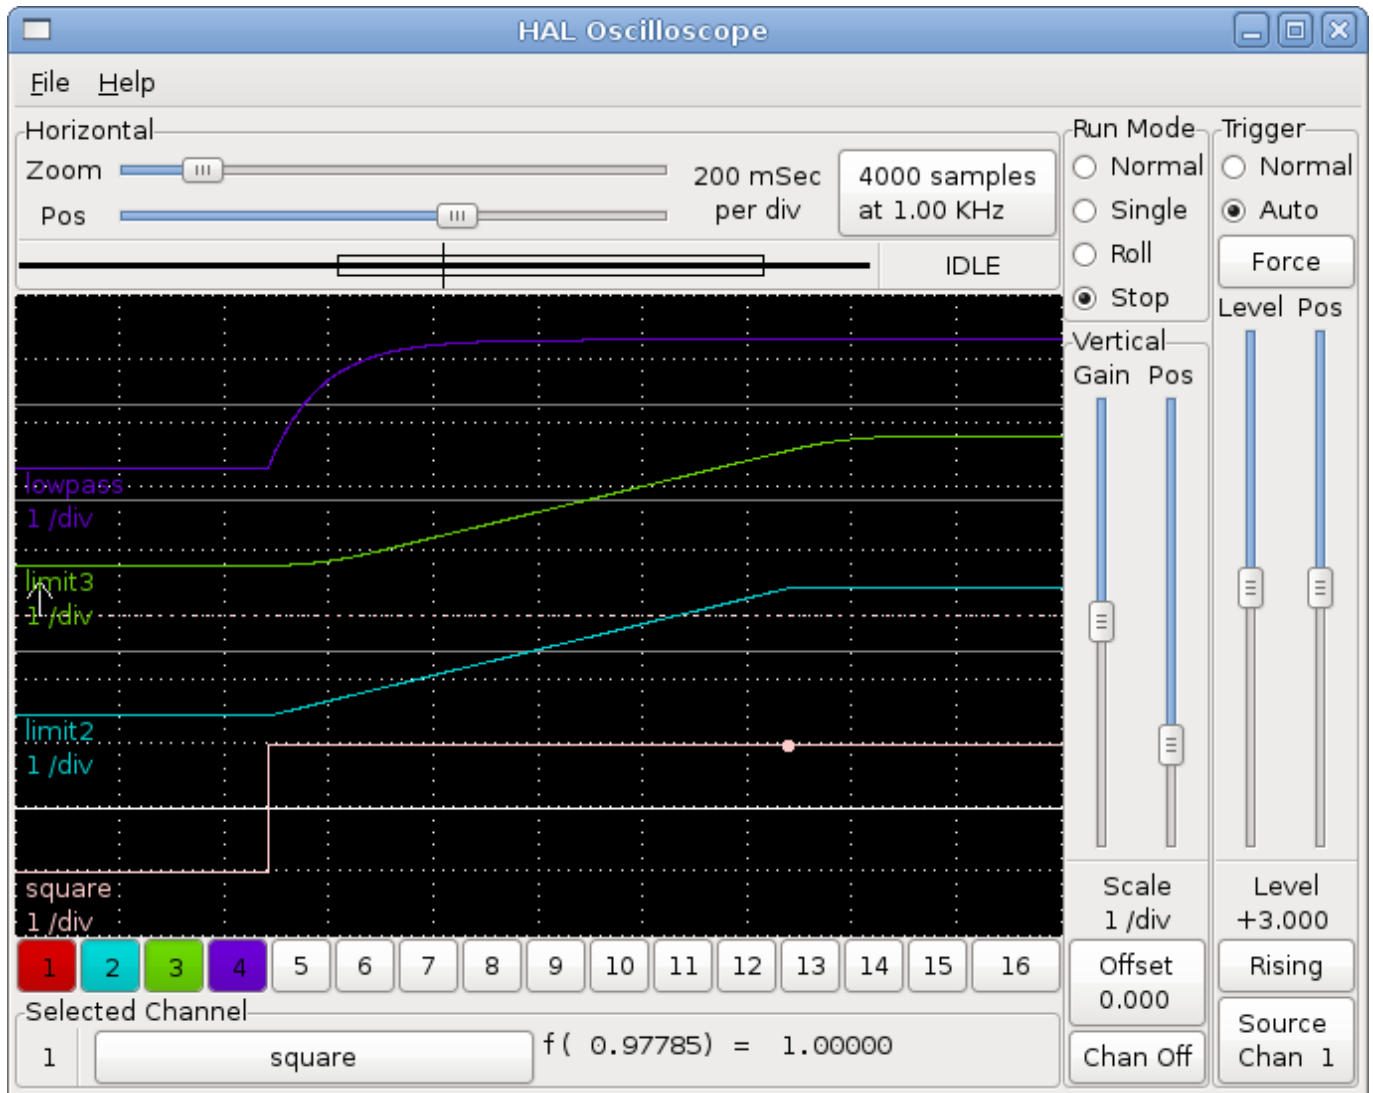 HAL Oscilloscope
File Help
Horizontal
Zoom
Pos
200 mSec
per div
4000 samples
at 1.00 KHz
IDLE
Run Mode
Normal
Single
Roll
Stop
Trigger
Normal
Auto
Force
Level Pos
Vertical
Gain Pos
lowpass
1 /div
limit3
1 /div
limit2
1 /div
square
1 /div
Scale
1 /div
Level
+3.000
1 2 3 4 5 6 7 8 9 10 11 12 13 14 15 16
Offset
0.000
Rising
Selected Channel
1 square f( 0.97785) = 1.00000
Chan Off
Source
Chan 1